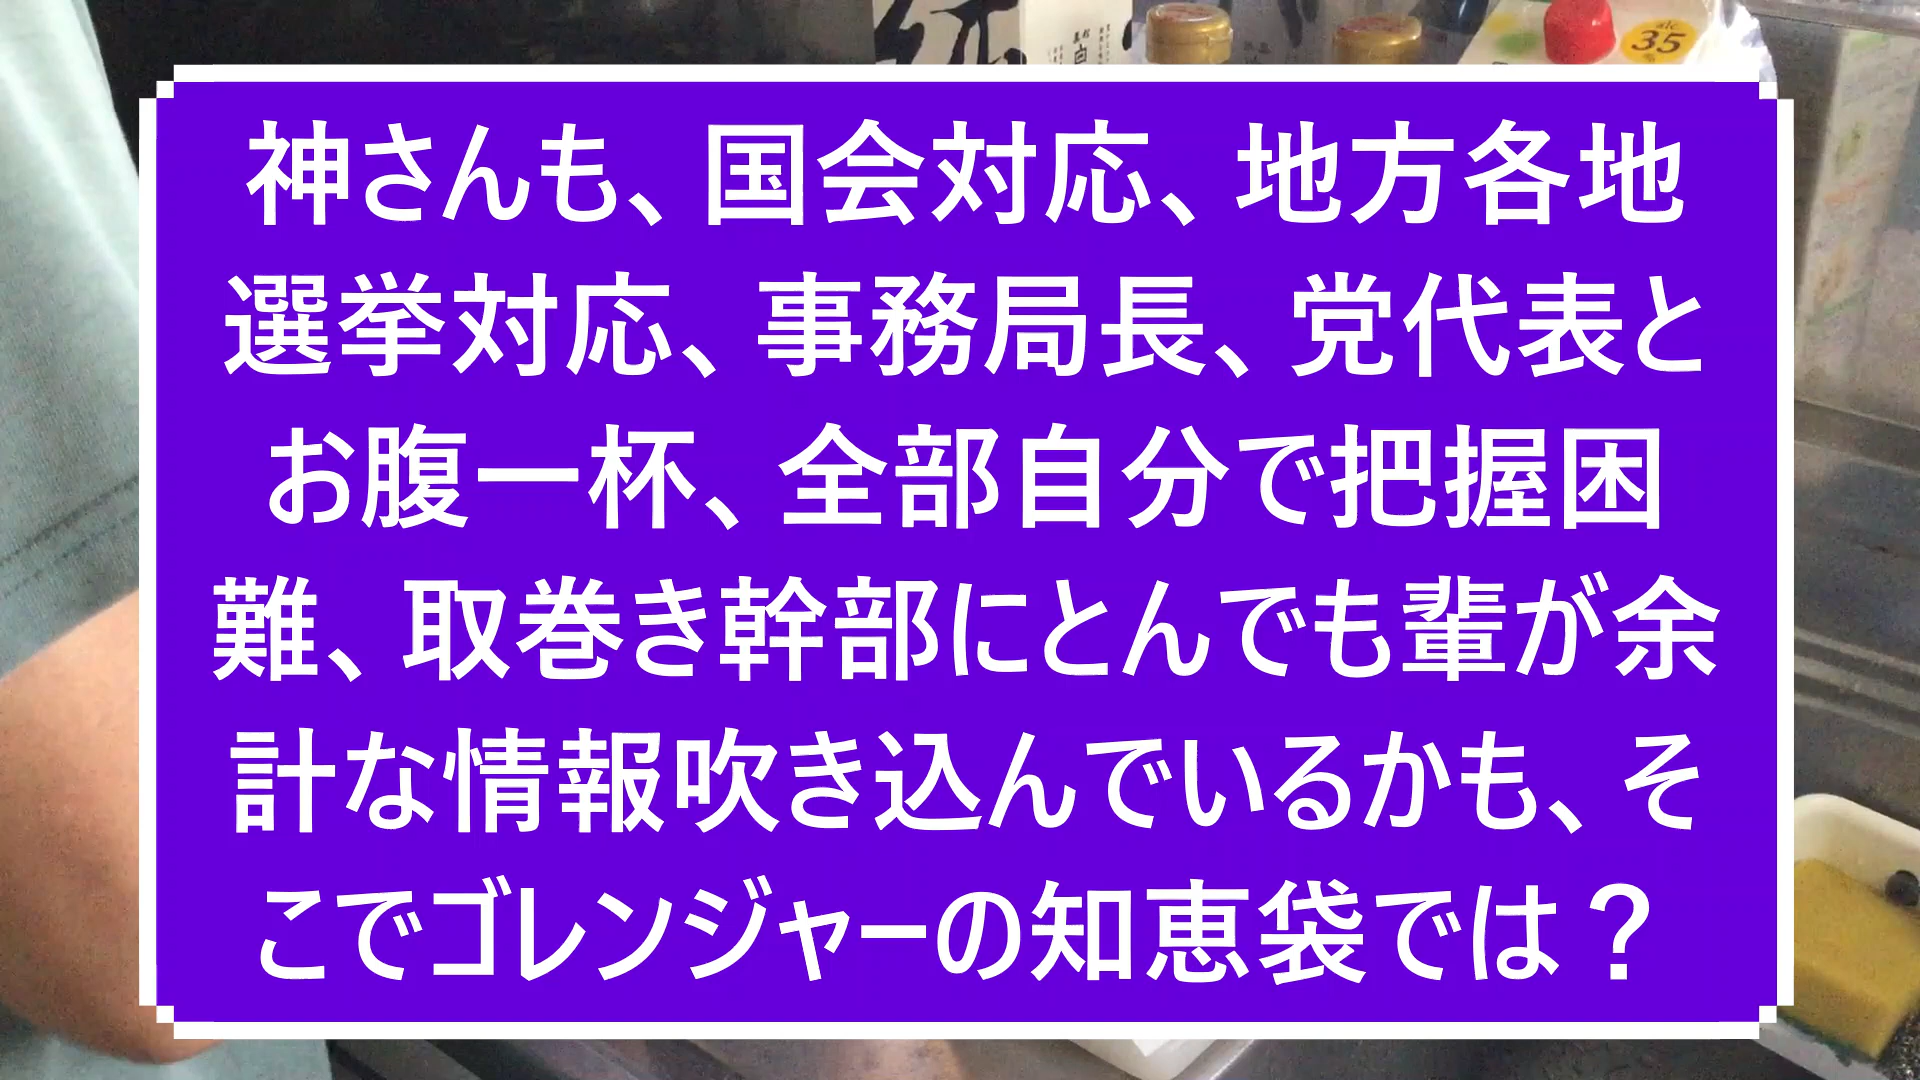 純
35
神さんも、国会対応、地方各地
選挙対応、事務局長、党代表と
お腹一杯、全部自分で把握困
難、取巻き幹部にとんでも輩が余
計な情報吹き込んでいるかも、そ
こでゴレンジャーの知恵袋では？